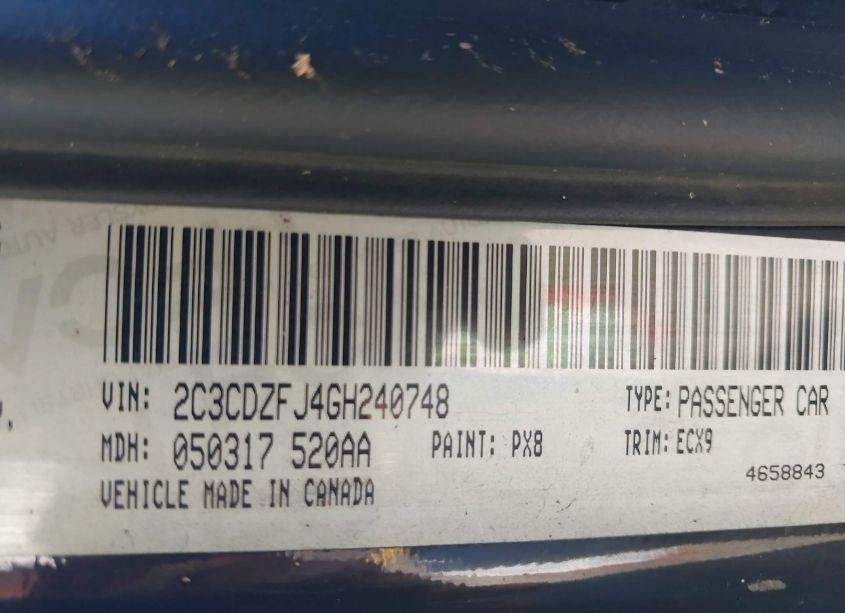 VIN: 2C3CDZFJ4GH240748 TYPE: PASSENGER CAR
MDH: 050317 520AA PAINT: PX8 TRIM: ECX9
4658843
VEHICLE MADE IN CANADA